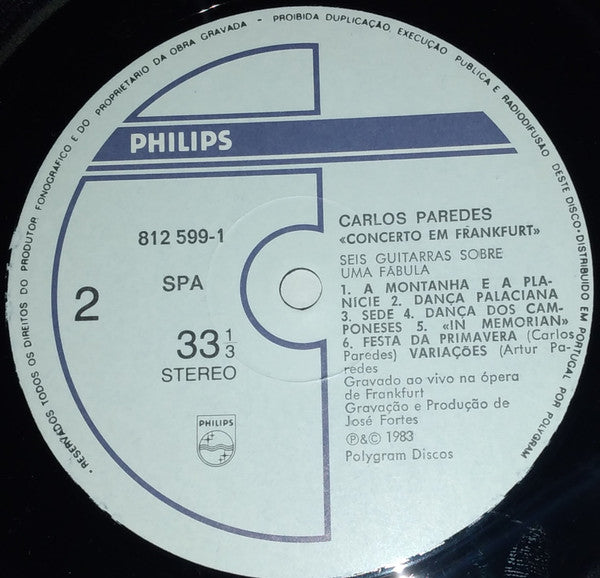 • RESERVADOS TODOS OS DIREITOS DO PRODUTOR FONOGRÁFICO E DO PROPRIETÁRIO DA OBRA GRAVADA - PROIBIDA DUPLICAÇÃO, EXECUÇÃO PÚBLICA E RADIODIFUSÃO DESTE DISCO•DISTRIBUIDO EM PORTUGAL POR POLYGRAM
PHILIPS
812 599-1
SPA
2
33 1/3
STEREO
PHILIPS
CARLOS PAREDES
«CONCERTO EM FRANKFURT»
SEIS GUITARRAS SOBRE
UMA FÁBULA
1. A MONTANHA E A PLA-
NÍCIE 2. DANÇA PALACIANA
3. SEDE 4. DANÇA DOS CAM-
PONESES 5. «IN MEMORIAN»
6. FESTA DA PRIMAVERA (Carlos
Paredes) VARIAÇÕES (Artur Pa-
redes
Gravado ao vivo na ópera
de Frankfurt
Gravação e Produção de
José Fortes
℗&© 1983
Polygram Discos